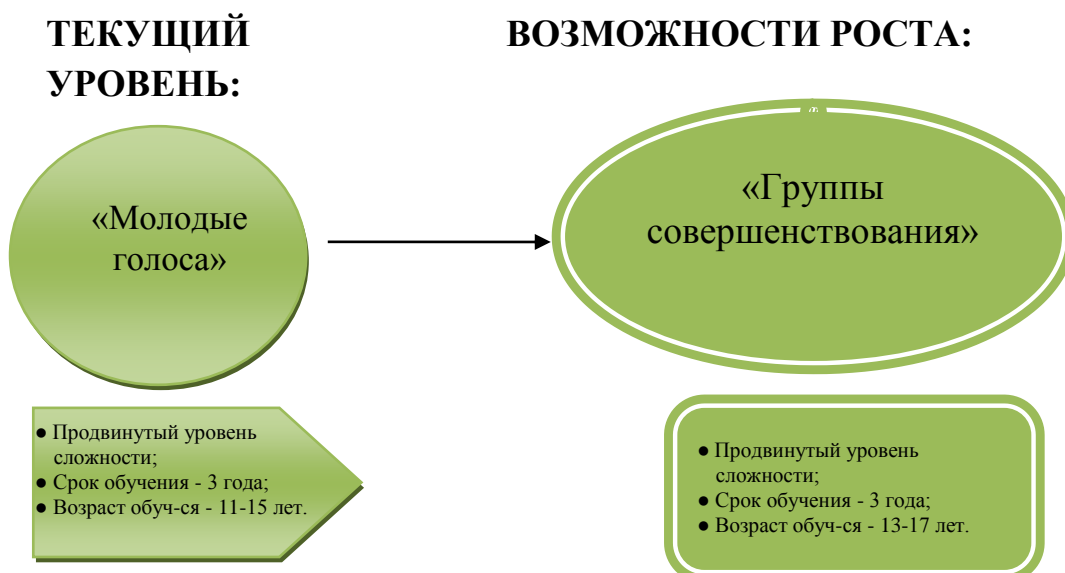 ТЕКУЩИЙ
УРОВЕНЬ:
ВОЗМОЖНОСТИ РОСТА:
«Молодые
голоса»
«Группы
совершенствования»
● Продвинутый уровень
сложности;
● Срок обучения - 3 года;
● Возраст обуч-ся - 11-15 лет.
● Продвинутый уровень
сложности;
● Срок обучения - 3 года;
● Возраст обуч-ся - 13-17 лет.